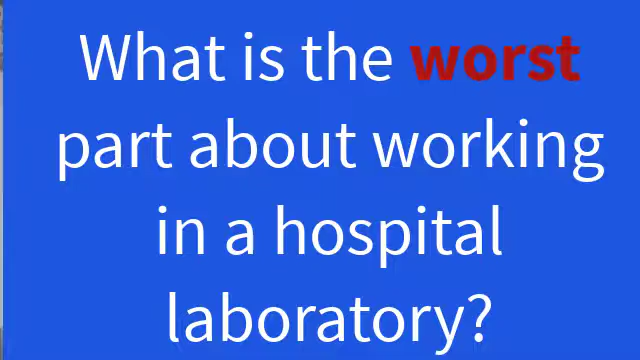 What is the worst
part about working
in a hospital
laboratory?